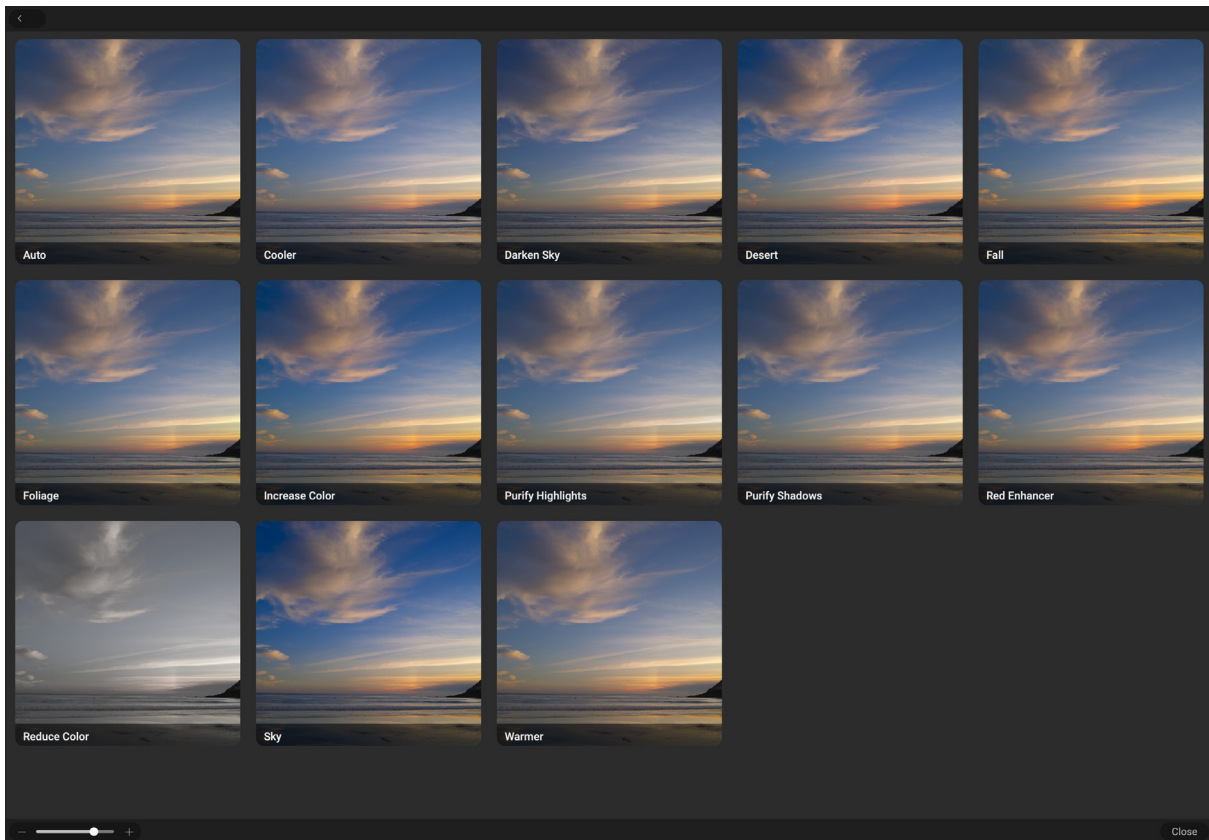 Auto
Cooler
Darken Sky
Desert
Fall
Foliage
Increase Color
Purify Highlights
Purify Shadows
Red Enhancer
Reduce Color
Sky
Warmer
Close